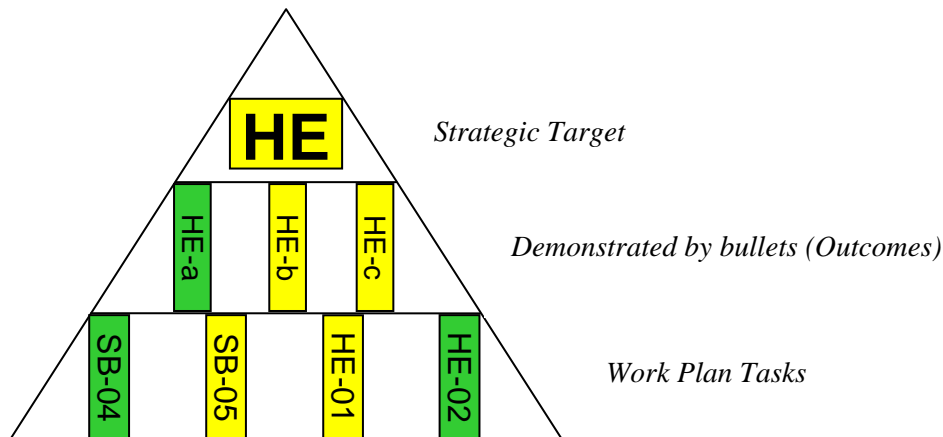 HE
Strategic Target
HE-a
HE-b
HE-c
Demonstrated by bullets (Outcomes)
SB-04
SB-05
HE-01
HE-02
Work Plan Tasks